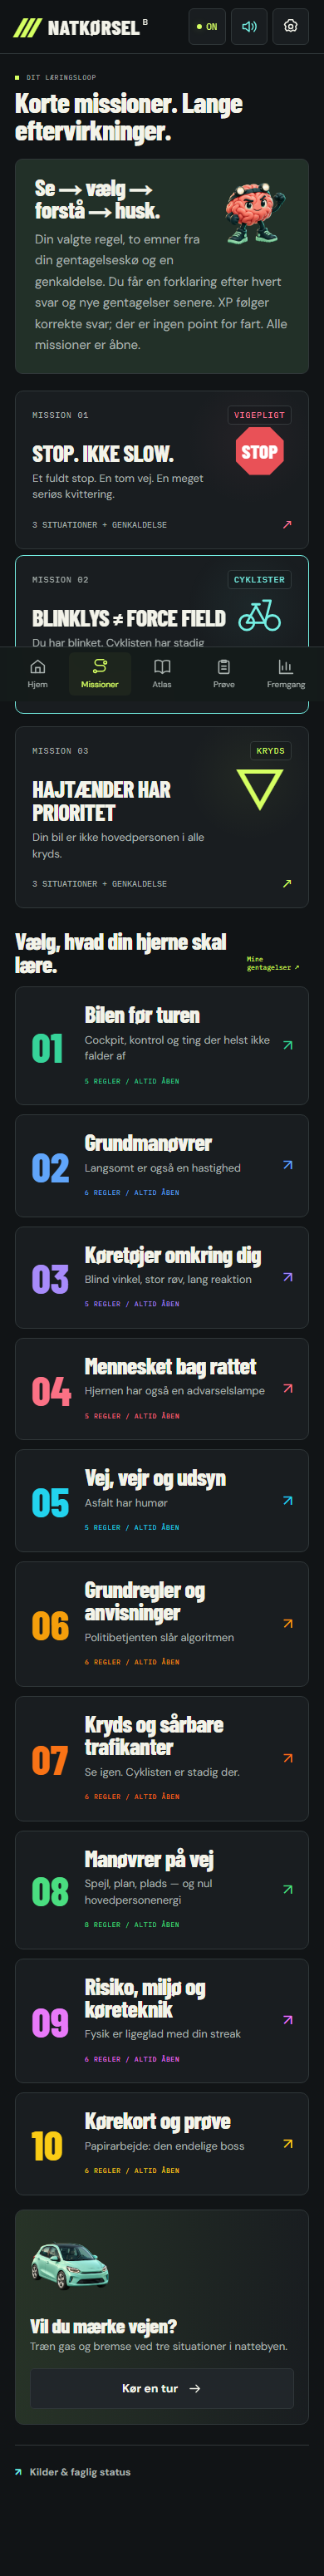 NATKØRSEL B
ON
DIT LÆRINGSLOOP
Korte missioner. Lange
eftervirkninger.
Se → vælg →
forstå → husk.
Din valgte regel, to emner fra
din gentagelseskø og en
genkaldelse. Du får en forklaring efter hvert
svar og nye gentagelser senere. XP følger
korrekte svar; der er ingen point for fart. Alle
missioner er åbne.
MISSION 01
VIGEPLIGT
STOP. IKKE SLOW.
STOP
Et fuldt stop. En tom vej. En meget
seriøs kvittering.
3 SITUATIONER + GENKALDELSE ↗
MISSION 02
CYKLISTER
BLINKLYS ≠ FORCE FIELD
Du har blinket. Cyklisten har stadig
Hjem
Missioner
Atlas
Prøve
Fremgang
MISSION 03
KRYDS
HAJTÆNDER HAR
PRIORITET
Din bil er ikke hovedpersonen i alle
kryds.
3 SITUATIONER + GENKALDELSE ↗
Vælg, hvad din hjerne skal
lære.
Mine
gentagelser ↗
01
Bilen før turen
Cockpit, kontrol og ting der helst ikke
falder af
5 REGLER / ALTID ÅBEN
02
Grundmanøvrer
Langsomt er også en hastighed
6 REGLER / ALTID ÅBEN
03
Køretøjer omkring dig
Blind vinkel, stor røv, lang reaktion
5 REGLER / ALTID ÅBEN
04
Mennesket bag rattet
Hjernen har også en advarselslampe
5 REGLER / ALTID ÅBEN
05
Vej, vejr og udsyn
Asfalt har humør
5 REGLER / ALTID ÅBEN
06
Grundregler og
anvisninger
Politibetjenten slår algoritmen
6 REGLER / ALTID ÅBEN
07
Kryds og sårbare
trafikanter
Se igen. Cyklisten er stadig der.
6 REGLER / ALTID ÅBEN
08
Manøvrer på vej
Spejl, plan, plads — og nul
hovedpersonenergi
8 REGLER / ALTID ÅBEN
09
Risiko, miljø og
køreteknik
Fysik er ligeglad med din streak
6 REGLER / ALTID ÅBEN
10
Kørekort og prøve
Papirarbejde: den endelige boss
6 REGLER / ALTID ÅBEN
Vil du mærke vejen?
Træn gas og bremse ved tre situationer i nattebyen.
Kør en tur →
Kilder & faglig status